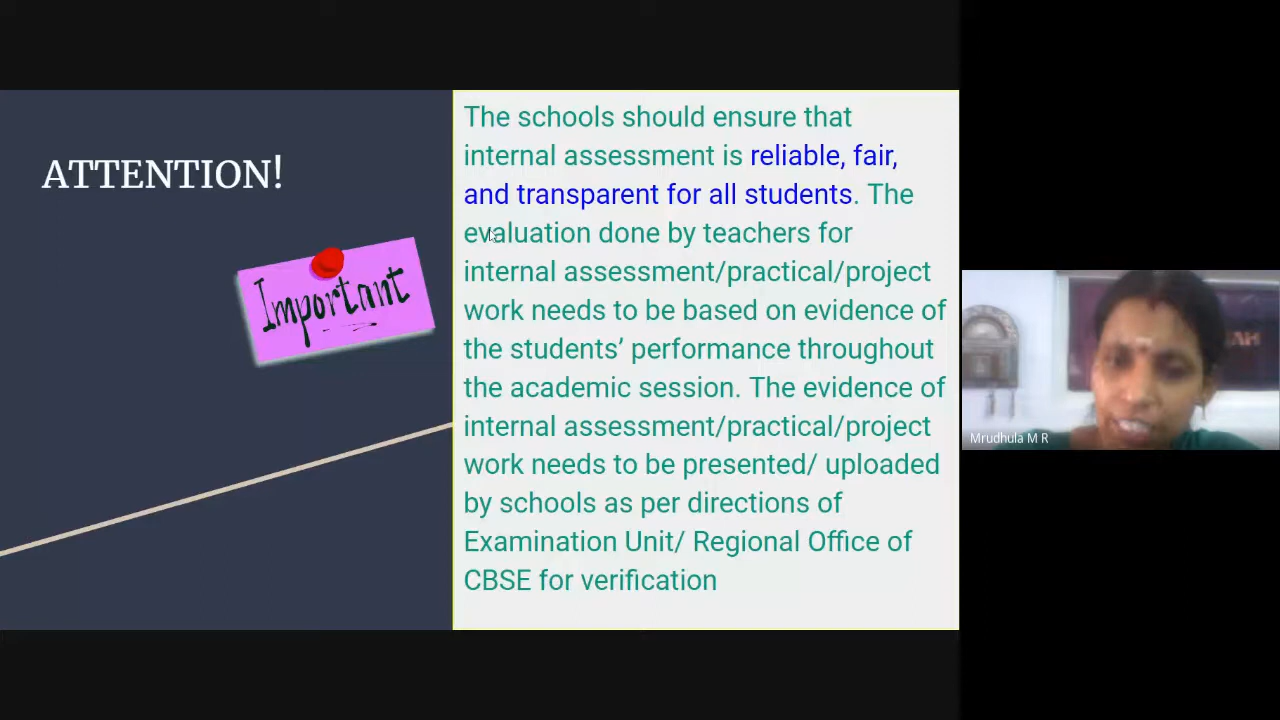 ATTENTION!
Important
The schools should ensure that
internal assessment is reliable, fair,
and transparent for all students. The
evaluation done by teachers for
internal assessment/practical/project
work needs to be based on evidence of
the students’ performance throughout
the academic session. The evidence of
internal assessment/practical/project
work needs to be presented/ uploaded
by schools as per directions of
Examination Unit/ Regional Office of
CBSE for verification
Mrudhula M R